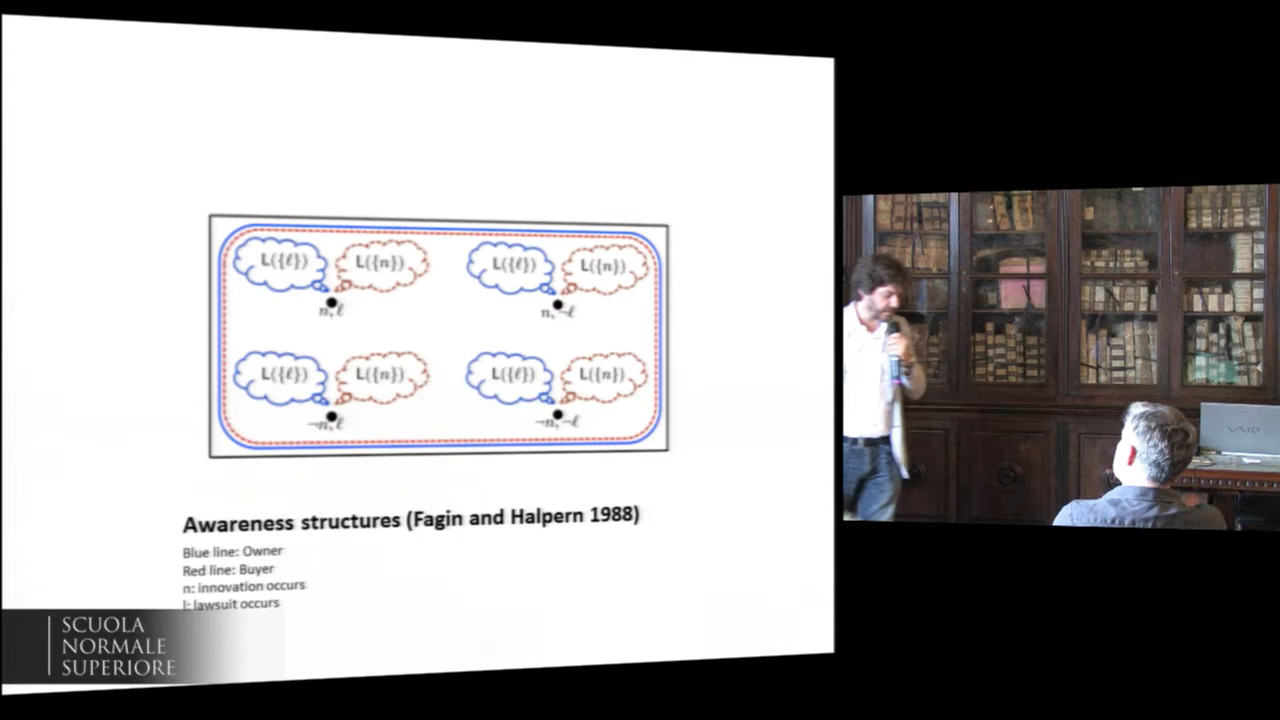 L({ℓ}) L({n}) L({ℓ}) L({n})
n, ℓ n, ¬ℓ
L({ℓ}) L({n}) L({ℓ}) L({n})
¬n, ℓ ¬n, ¬ℓ
Awareness structures (Fagin and Halpern 1988)
Blue line: Owner
Red line: Buyer
n: innovation occurs
l: lawsuit occurs
SCUOLA
NORMALE
SUPERIORE
VAIO